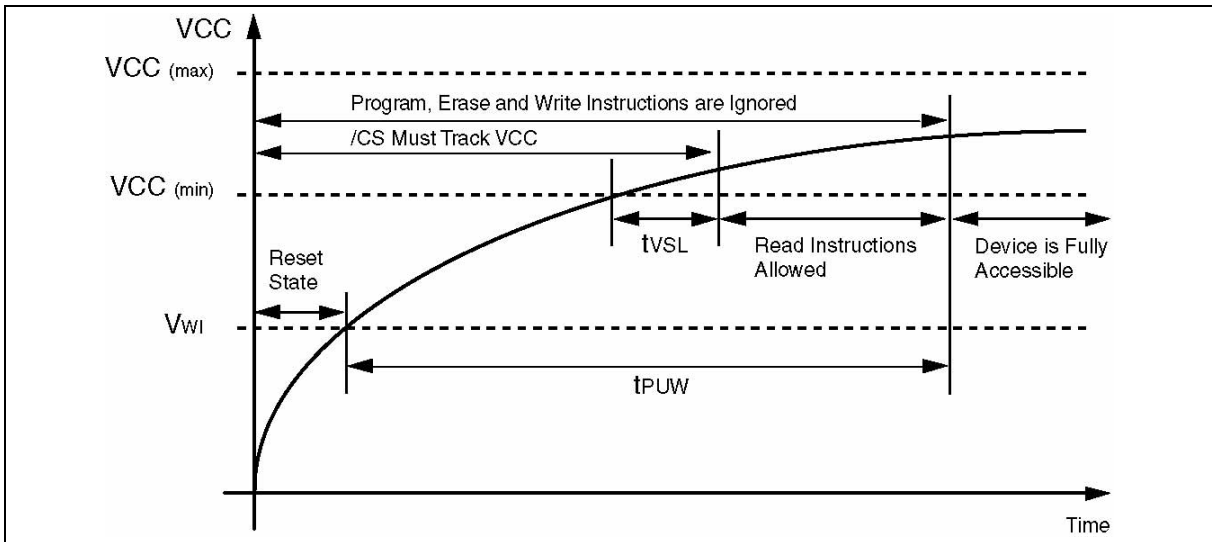 VCC
VCC (max)
Program, Erase and Write Instructions are Ignored
/CS Must Track VCC
VCC (min)
tVSL
Read Instructions
Allowed
Device is Fully
Accessible
Reset
State
VWI
tPUW
Time